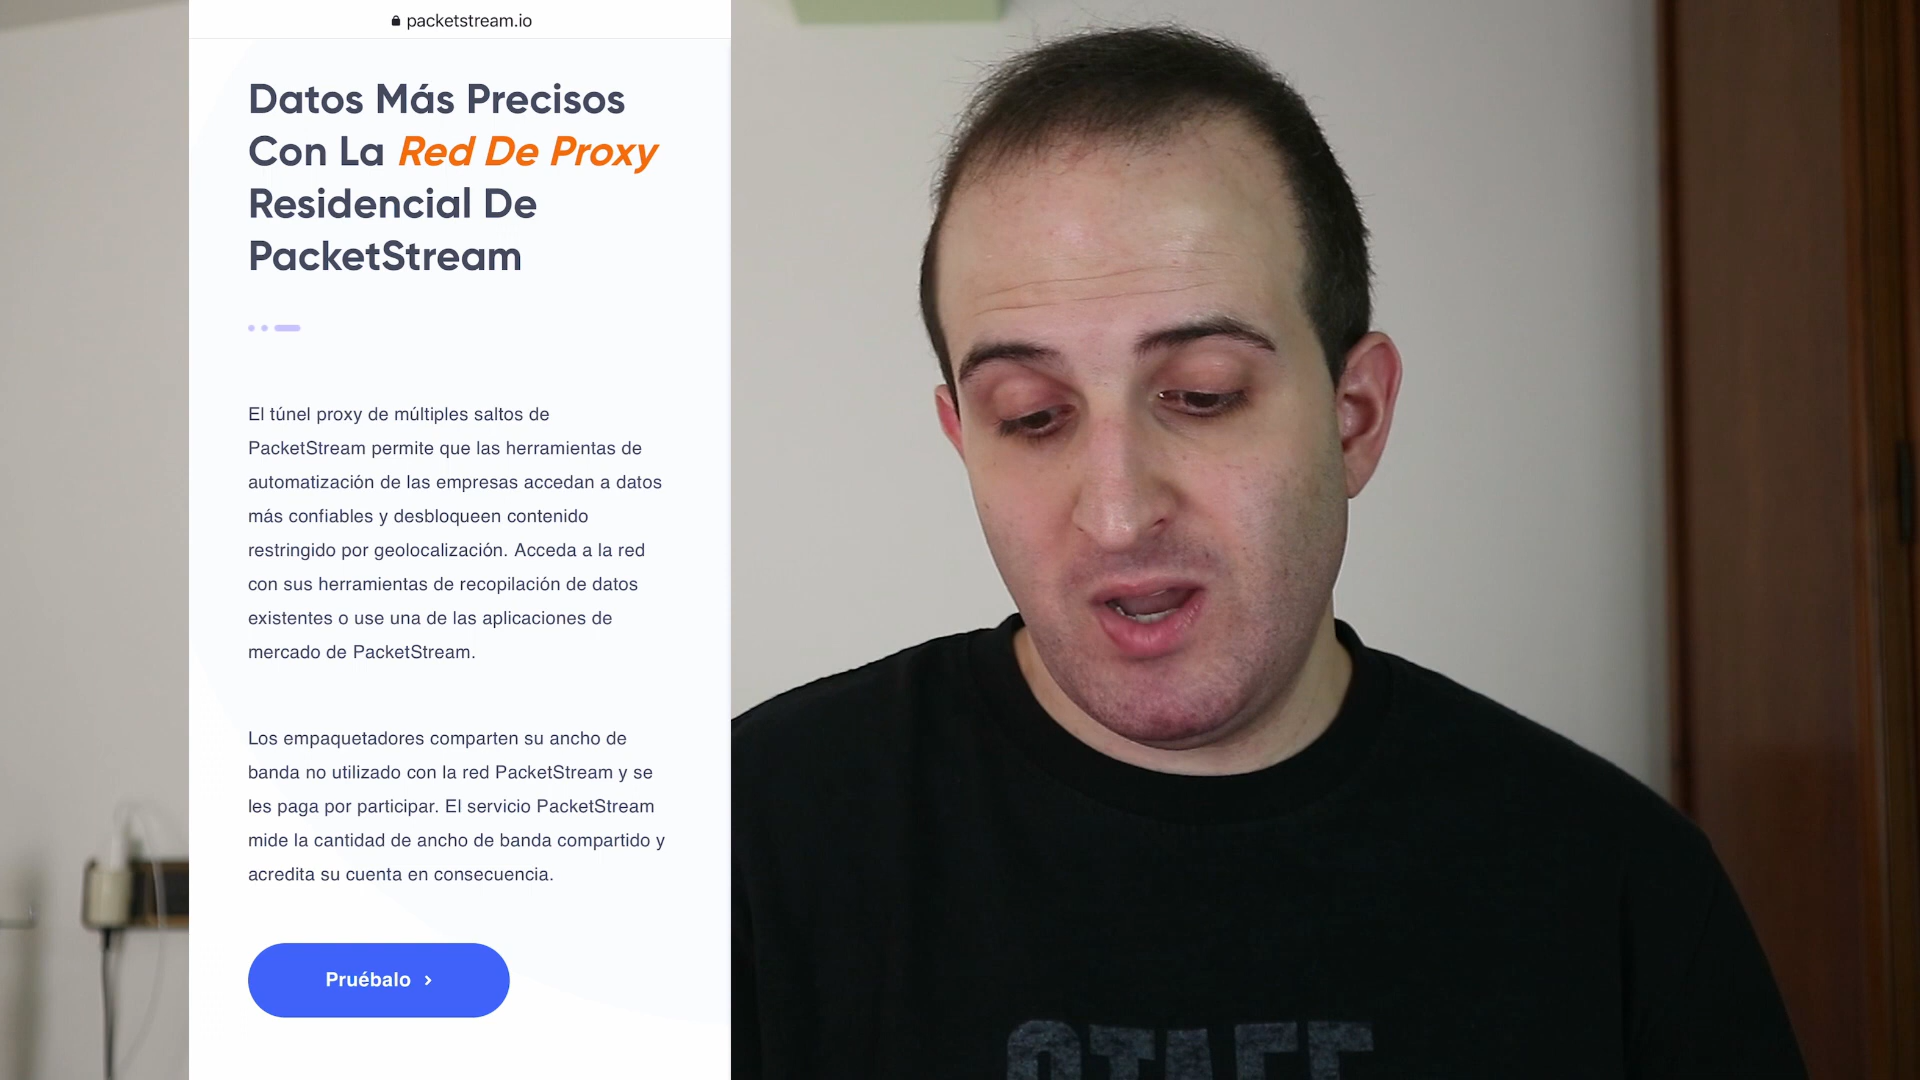 packetstream.io
Datos Más Precisos
Con La Red De Proxy
Residencial De
PacketStream
El túnel proxy de múltiples saltos de
PacketStream permite que las herramientas de
automatización de las empresas accedan a datos
más confiables y desbloqueen contenido
restringido por geolocalización. Acceda a la red
con sus herramientas de recopilación de datos
existentes o use una de las aplicaciones de
mercado de PacketStream.
Los empaquetadores comparten su ancho de
banda no utilizado con la red PacketStream y se
les paga por participar. El servicio PacketStream
mide la cantidad de ancho de banda compartido y
acredita su cuenta en consecuencia.
Pruébalo ›
STAFF